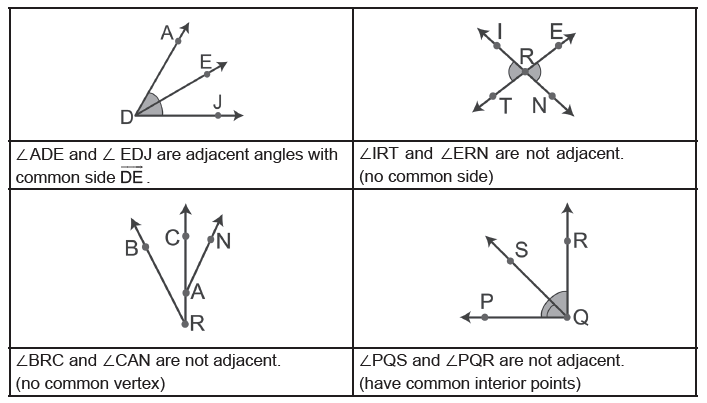 A
E
J
D
I
E
R
T
N
∠ADE and ∠ EDJ are adjacent angles with
common side D͞E .
∠IRT and ∠ERN are not adjacent.
(no common side)
B
C
N
A
R
S
R
P
Q
∠BRC and ∠CAN are not adjacent.
(no common vertex)
∠PQS and ∠PQR are not adjacent.
(have common interior points)